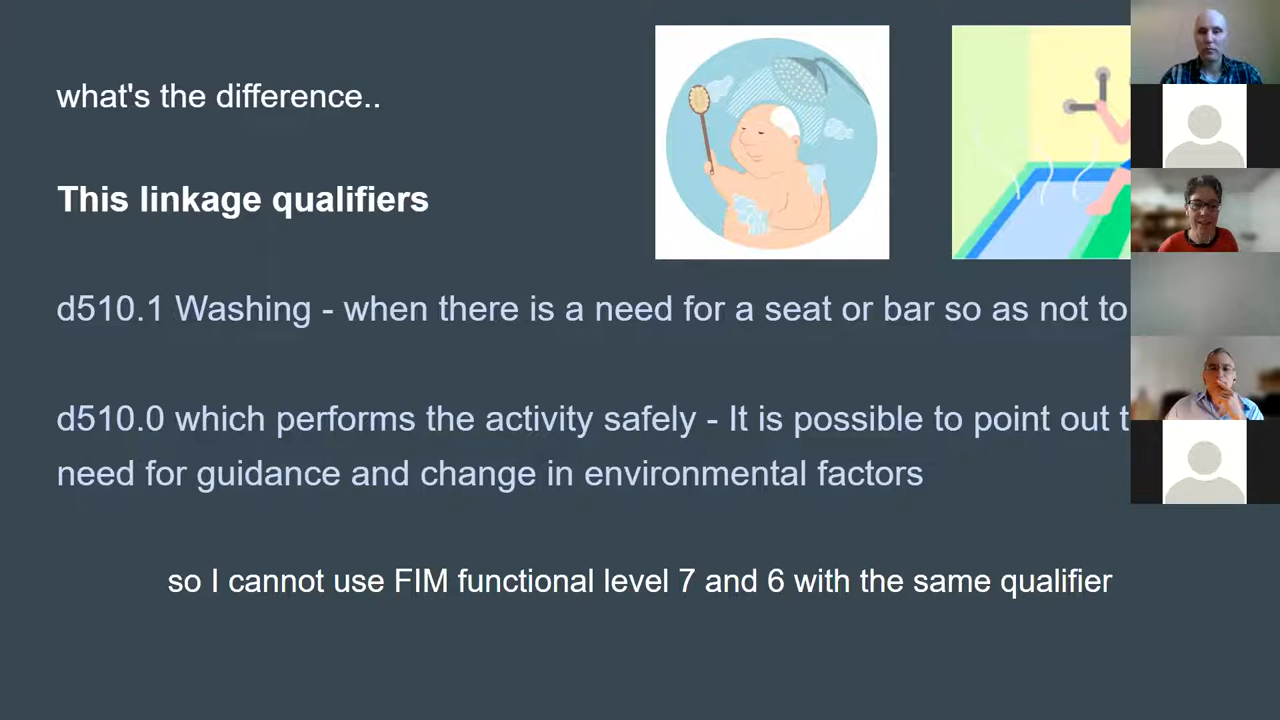 what's the difference..
This linkage qualifiers
d510.1 Washing - when there is a need for a seat or bar so as not to
d510.0 which performs the activity safely - It is possible to point out
need for guidance and change in environmental factors
so I cannot use FIM functional level 7 and 6 with the same qualifier